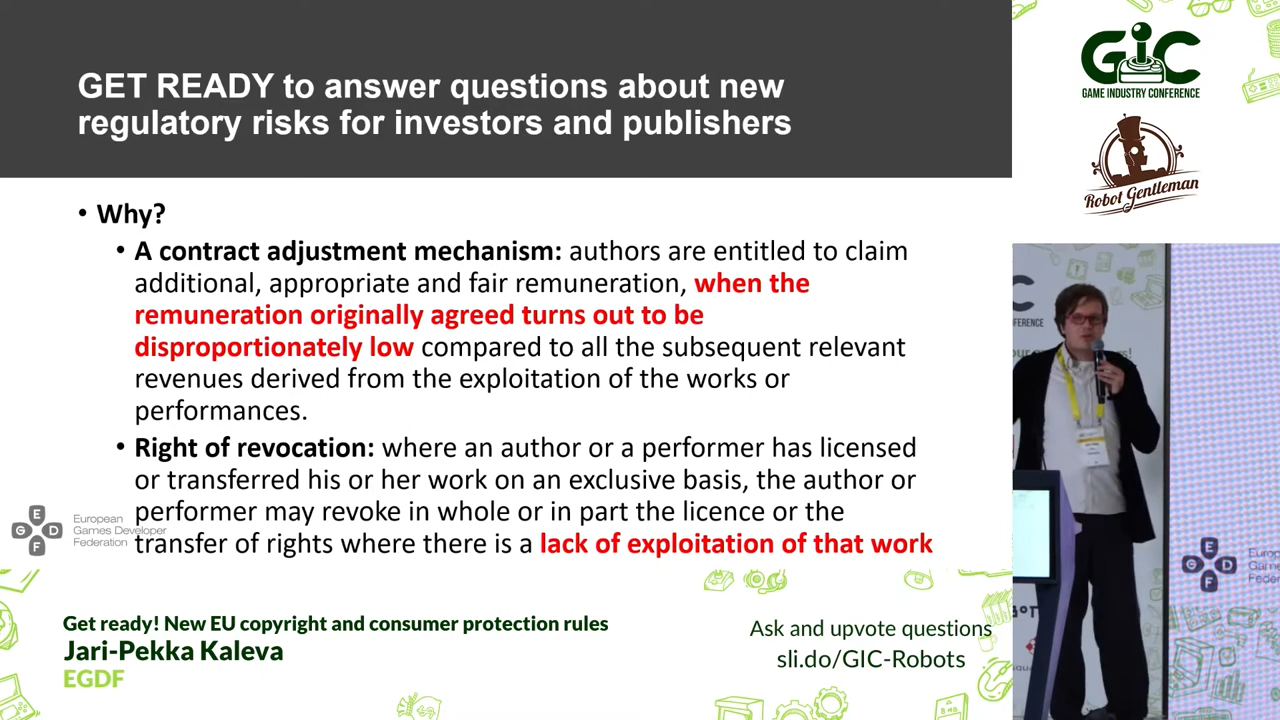 GET READY to answer questions about new
regulatory risks for investors and publishers
• Why?
• A contract adjustment mechanism: authors are entitled to claim
additional, appropriate and fair remuneration, when the
remuneration originally agreed turns out to be
disproportionately low compared to all the subsequent relevant
revenues derived from the exploitation of the works or
performances.
• Right of revocation: where an author or a performer has licensed
or transferred his or her work on an exclusive basis, the author or
performer may revoke in whole or in part the licence or the
transfer of rights where there is a lack of exploitation of that work
E
G D
F
European
Games Developer
Federation
Get ready! New EU copyright and consumer protection rules
Jari-Pekka Kaleva
EGDF
Ask and upvote questions
sli.do/GIC-Robots
GIC
GAME INDUSTRY CONFERENCE
Robot Gentleman
C
FERENCE
E
G D
F